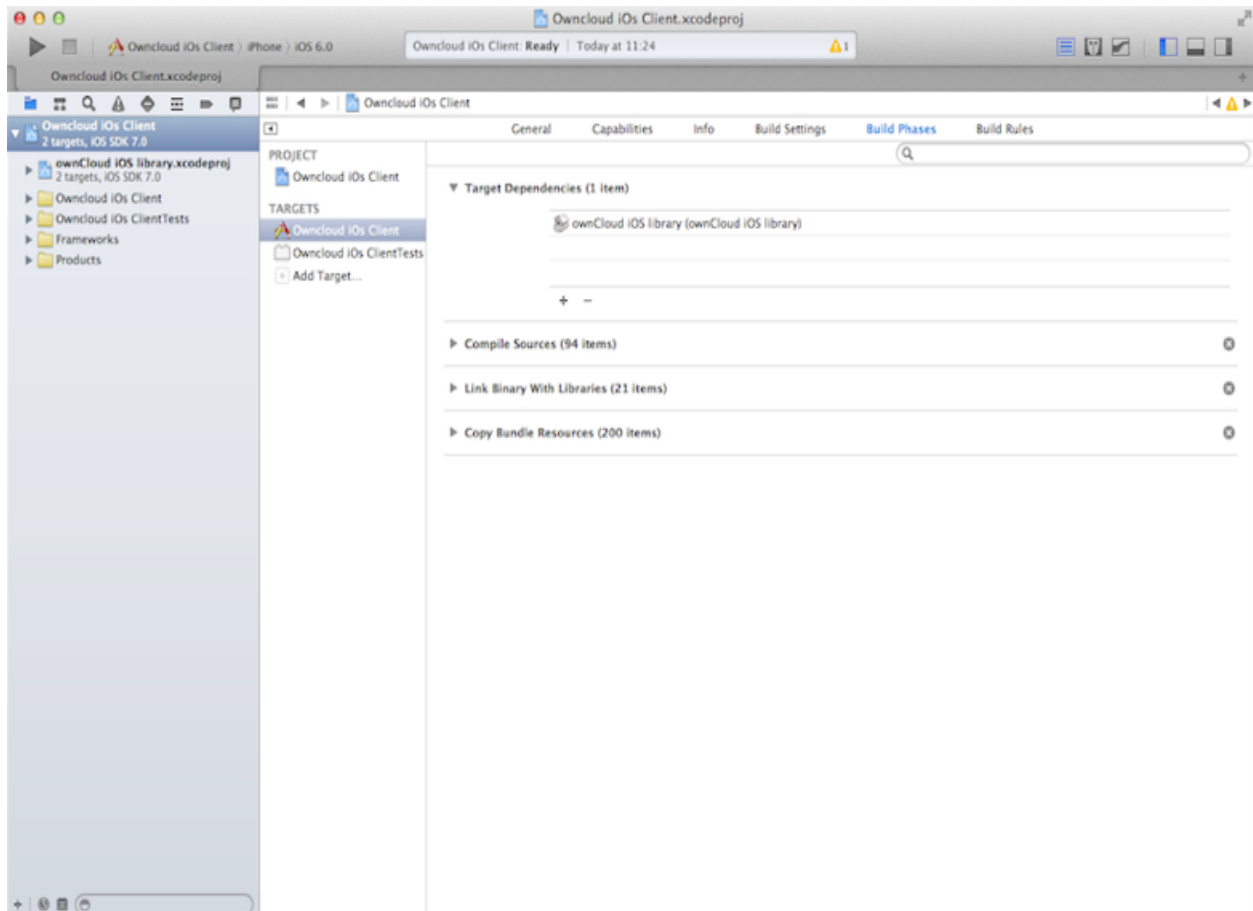 Owncloud iOs Client.xcodeproj
Owncloud iOs Client iPhone iOS 6.0
Owncloud iOs Client: Ready Today at 11:24
1
Owncloud iOs Client.xcodeproj
Owncloud iOs Client
Owncloud iOs Client
2 targets, iOS SDK 7.0
ownCloud iOS library.xcodeproj
2 targets, iOS SDK 7.0
Owncloud iOs Client
Owncloud iOs ClientTests
Frameworks
Products
PROJECT
Owncloud iOs Client
TARGETS
Owncloud iOs Client
Owncloud iOs ClientTests
Add Target...
General Capabilities Info Build Settings Build Phases Build Rules
Target Dependencies (1 item)
ownCloud iOS library (ownCloud iOS library)
Compile Sources (94 items)
Link Binary With Libraries (21 items)
Copy Bundle Resources (200 items)